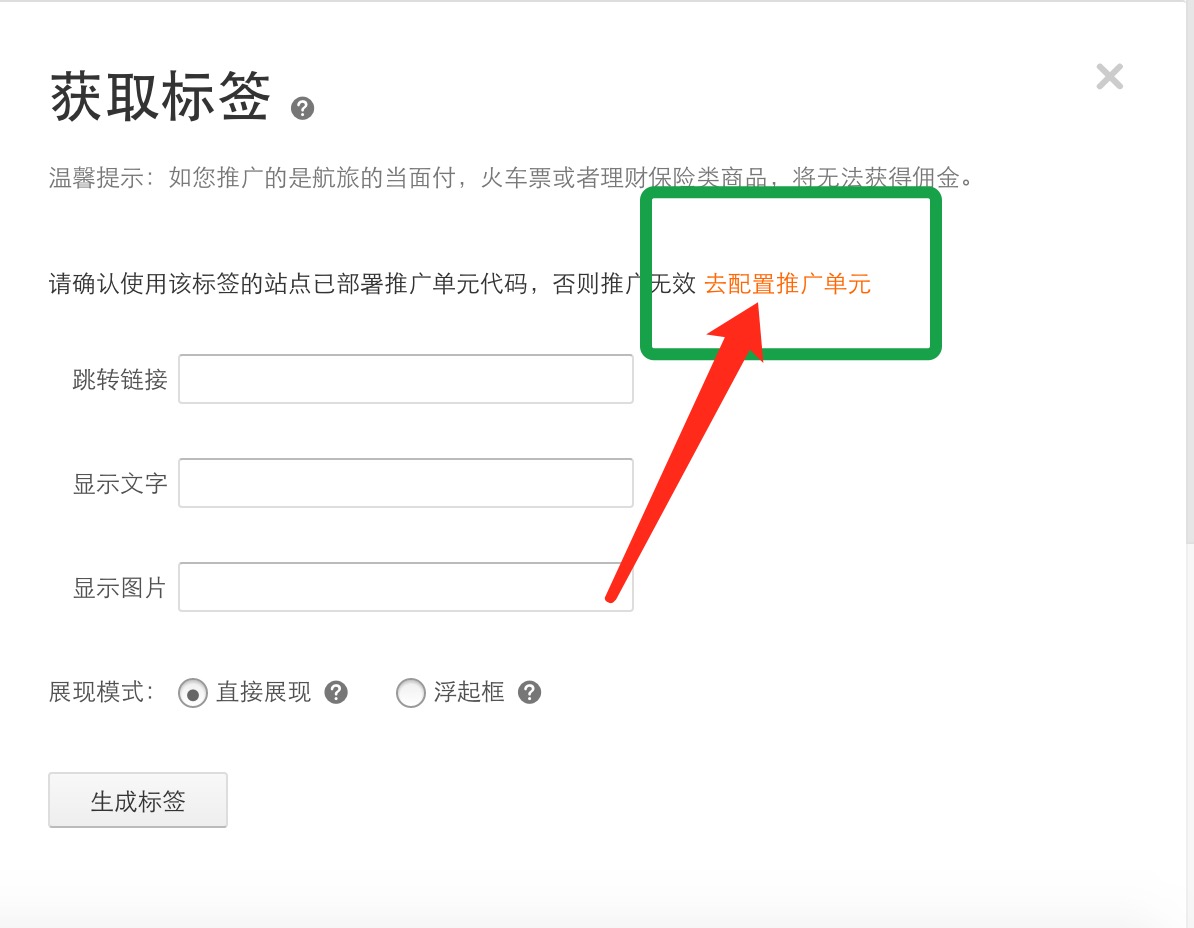 获取标签
温馨提示：如您推广的是航旅的当面付，火车票或者理财保险类商品，将无法获得佣金。
请确认使用该标签的站点已部署推广单元代码，否则推广无效 去配置推广单元
跳转链接
显示文字
显示图片
展现模式： 直接展现 浮起框
生成标签